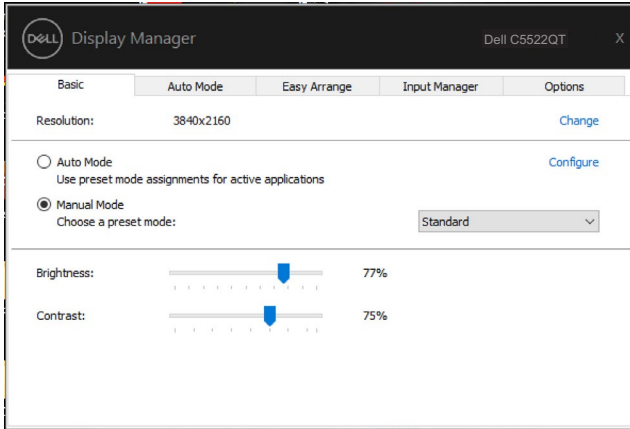 DELL Display Manager Dell C5522QT X
Basic Auto Mode Easy Arrange Input Manager Options
Resolution: 3840x2160 Change
Auto Mode Configure
Use preset mode assignments for active applications
Manual Mode
Choose a preset mode: Standard
Brightness: 77%
Contrast: 75%